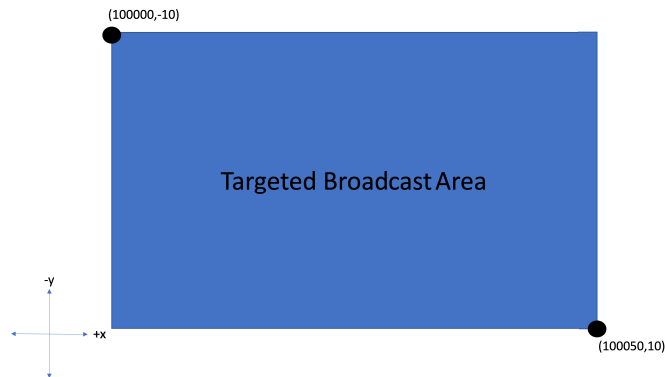 (100000,-10)
Targeted Broadcast Area
-y
+x
(100050,10)